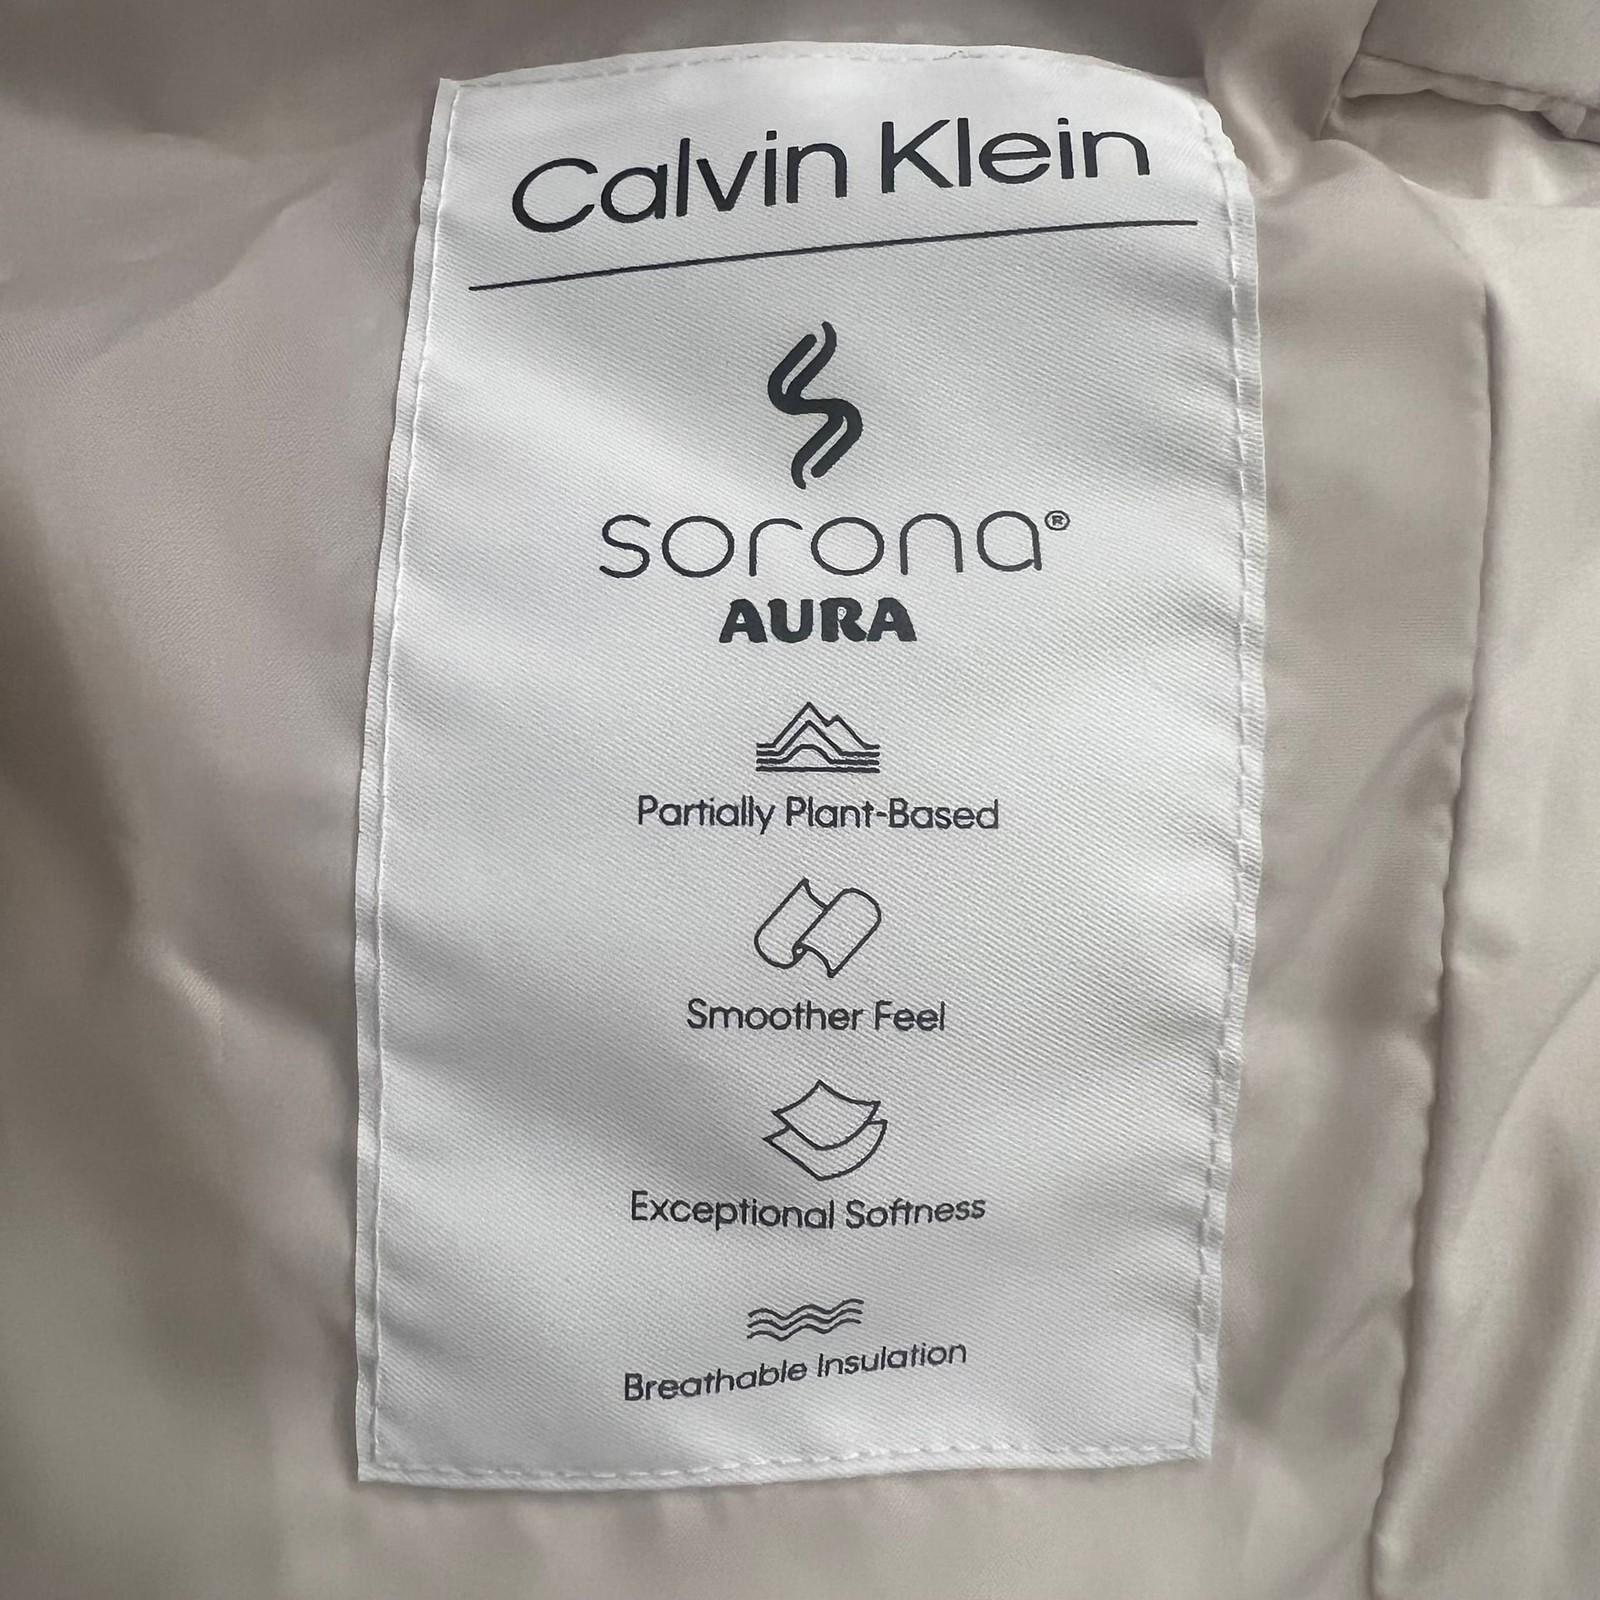 Calvin Klein
sorona®
AURA
Partially Plant-Based
Smoother Feel
Exceptional Softness
Breathable Insulation